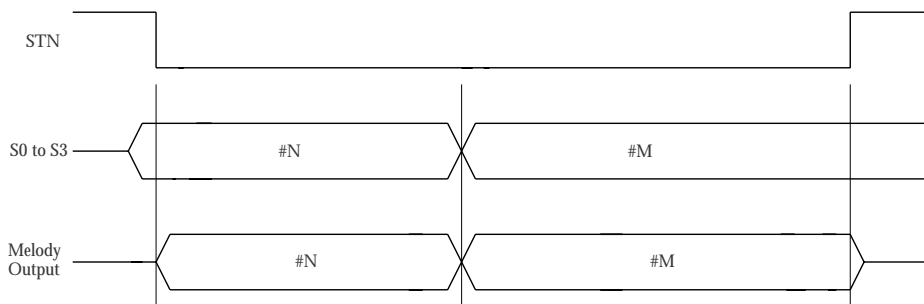 STN
S0 to S3
#N
#M
Melody
Output
#N
#M